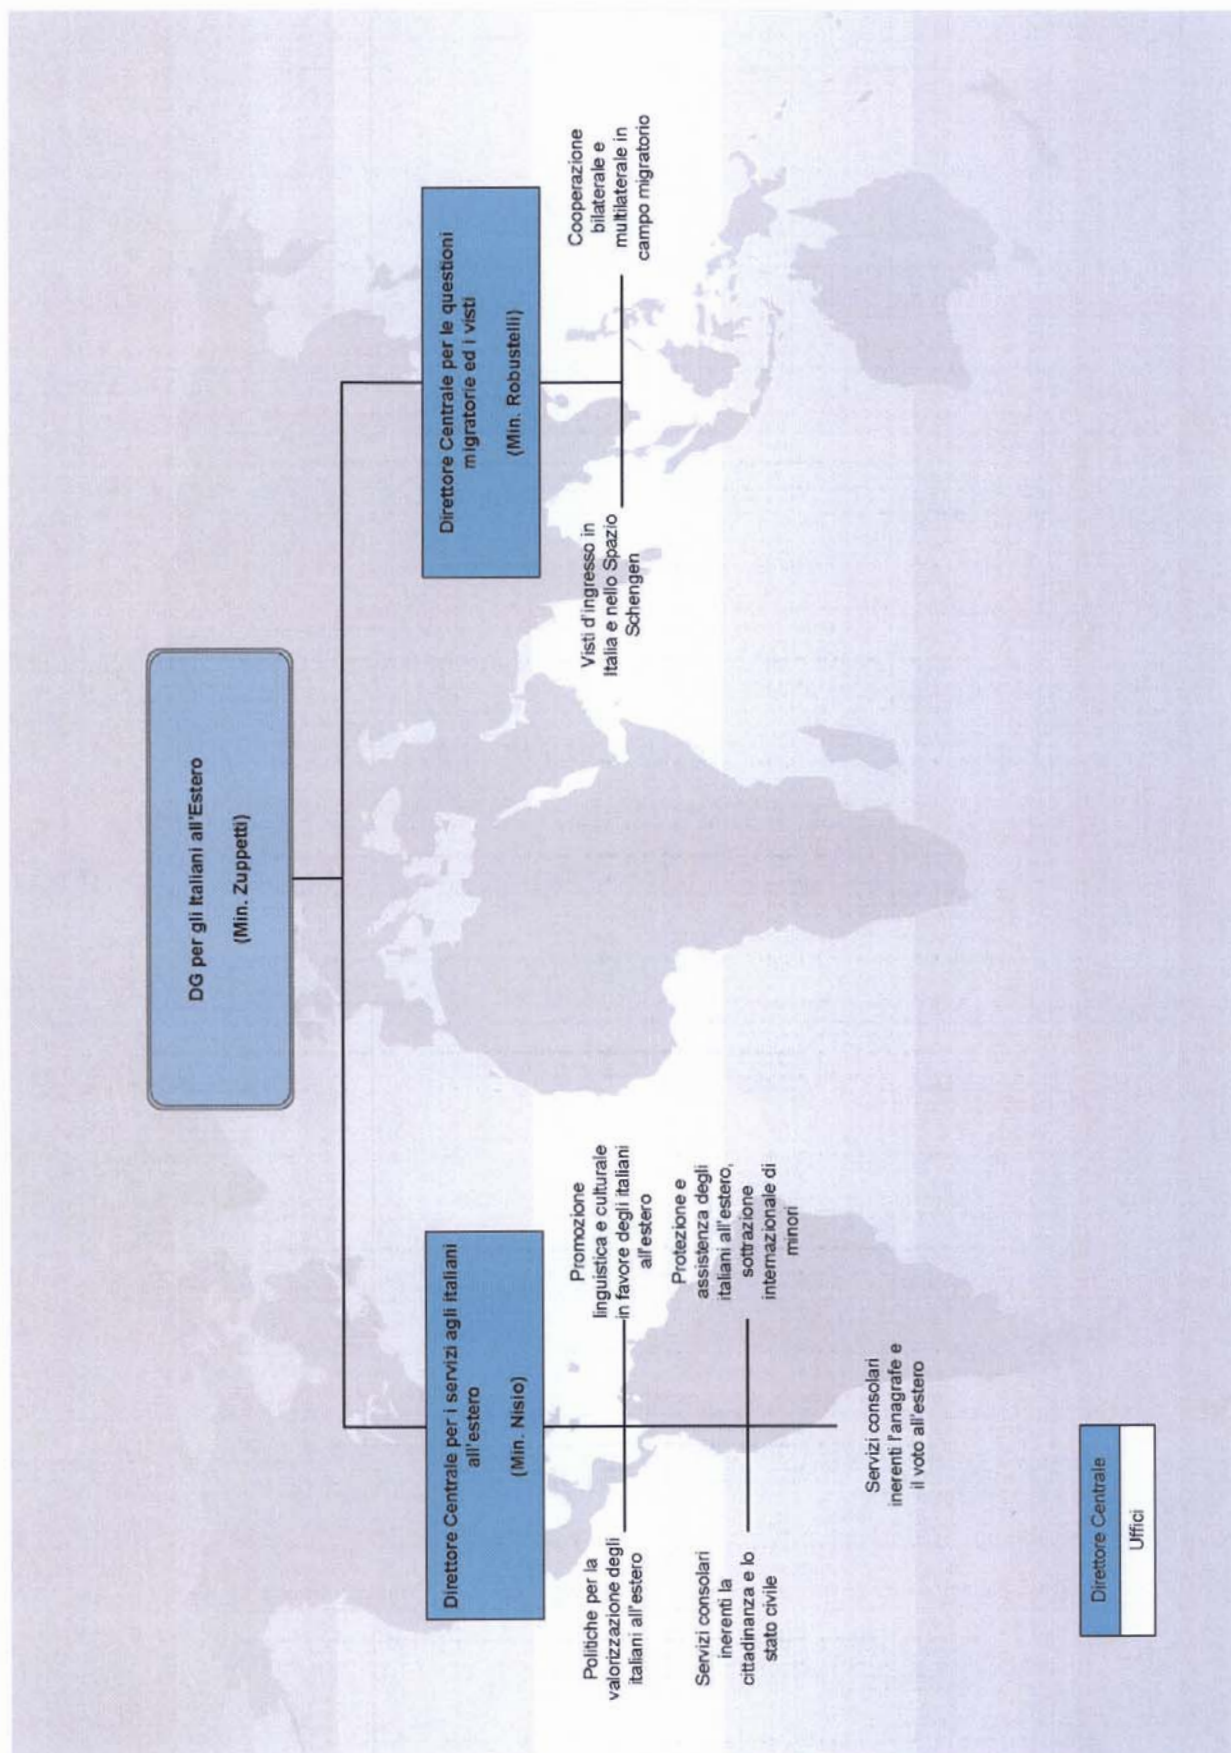 DG per gli Italiani all'Estero
(Min. Zuppetti)
Direttore Centrale per i servizi agli italiani
all'estero
(Min. Nisio)
Politiche per la
valorizzazione degli
italiani all'estero
Promozione
linguistica e culturale
in favore degli italiani
all'estero
Servizi consolari
inerenti la
cittadinanza e lo
stato civile
Protezione e
assistenza degli
italiani all'estero,
sottrazione
internazionale di
minori
Servizi consolari
inerenti l'anagrafe e
il voto all'estero
Direttore Centrale per le questioni
migratorie ed i visti
(Min. Robustelli)
Visti d'ingresso in
Italia e nello Spazio
Schengen
Cooperazione
bilaterale e
multilaterale in
campo migratorio
Direttore Centrale
Uffici